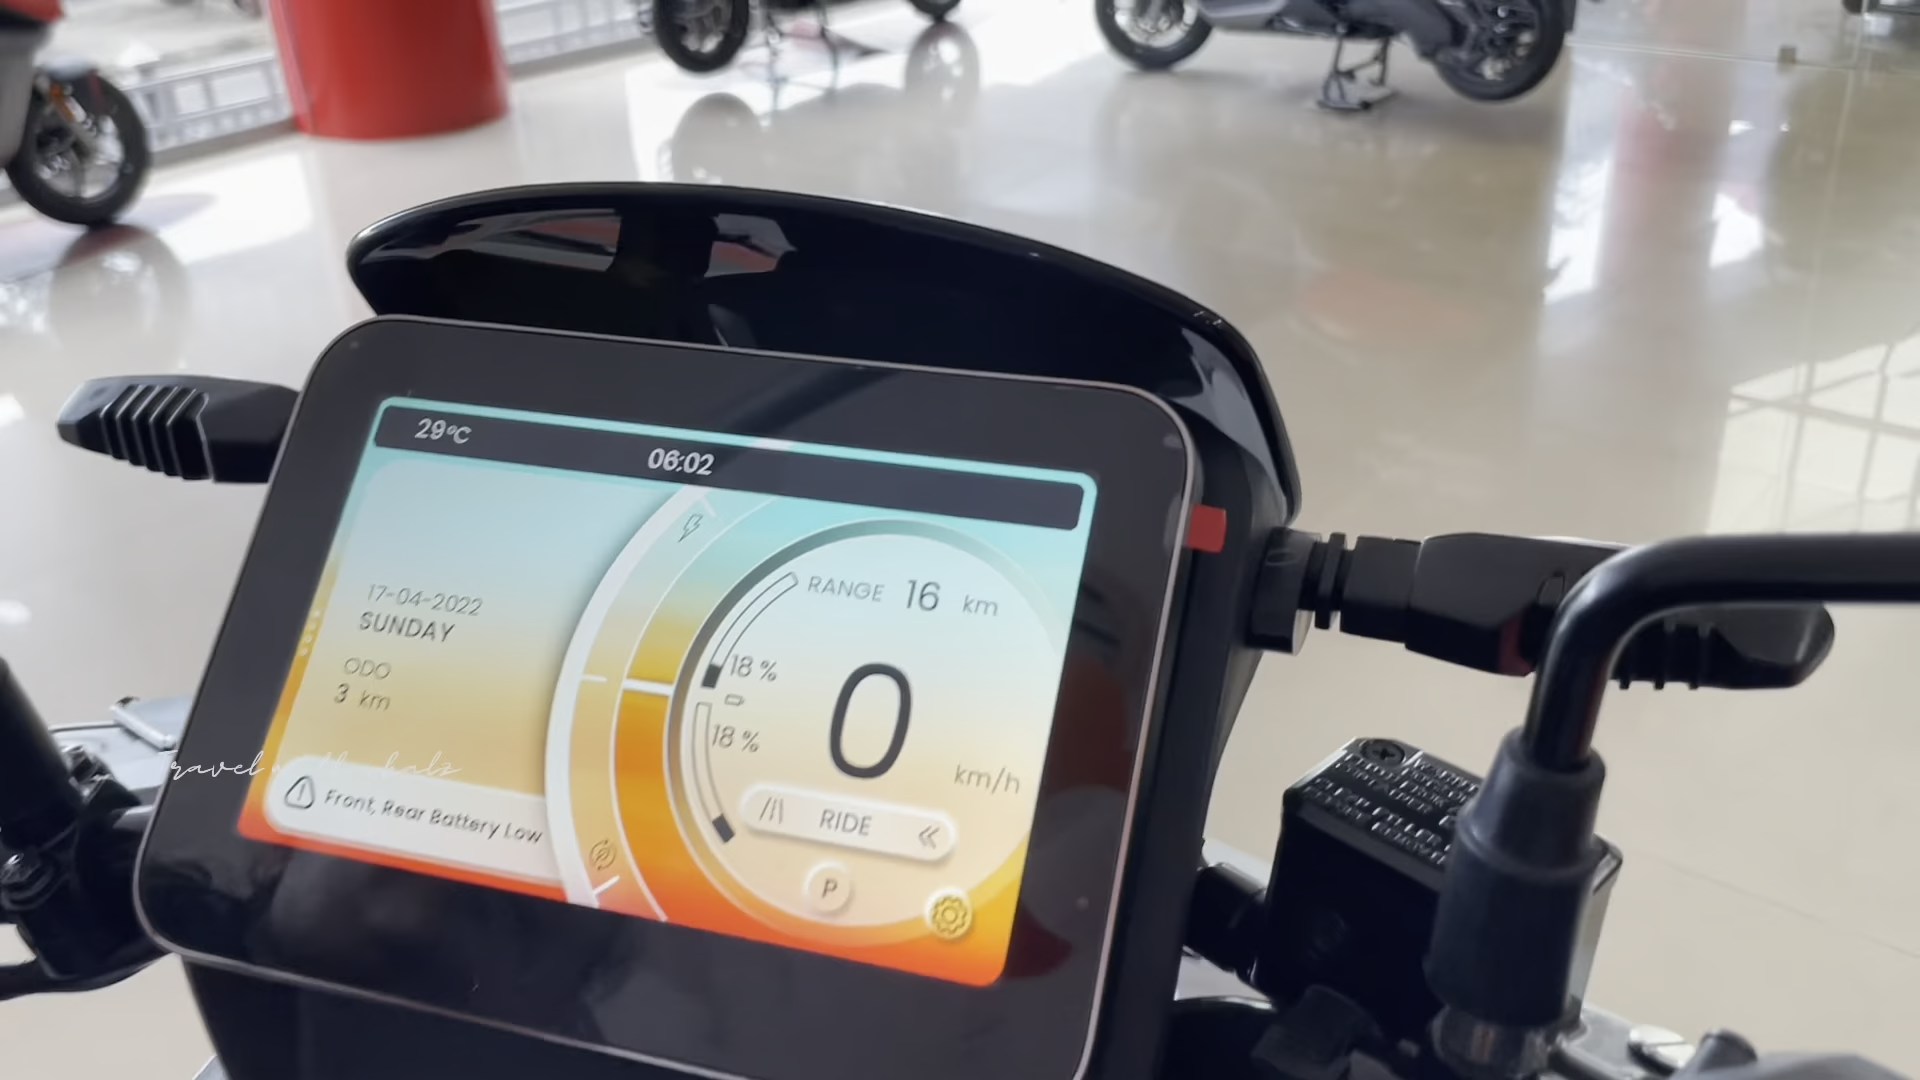 29°C
06:02
17-04-2022
SUNDAY
ODO
3 km
Front, Rear Battery Low
RANGE 16 km
18 %
18 %
0
km/h
RIDE
P